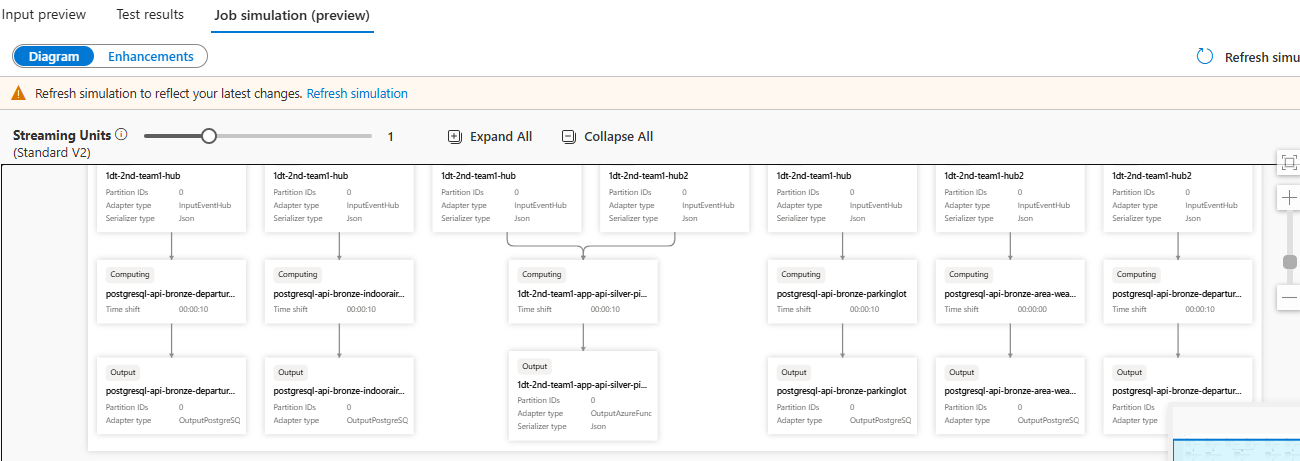 Input preview Test results Job simulation (preview)
Diagram Enhancements
Refresh simu
Refresh simulation to reflect your latest changes. Refresh simulation
Streaming Units 1 Expand All Collapse All
(Standard V2)
1dt-2nd-team1-hub 1dt-2nd-team1-hub 1dt-2nd-team1-hub 1dt-2nd-team1-hub2 1dt-2nd-team1-hub 1dt-2nd-team1-hub2 1dt-2nd-team1-hub2
Partition IDs 0 Partition IDs 0 Partition IDs 0 Partition IDs 0 Partition IDs 0 Partition IDs 0 Partition IDs 0
Adapter type InputEventHub Adapter type InputEventHub Adapter type InputEventHub Adapter type InputEventHub Adapter type InputEventHub Adapter type InputEventHub Adapter type InputEventHub
Serializer type Json Serializer type Json Serializer type Json Serializer type Json Serializer type Json Serializer type Json Serializer type Json
Computing Computing Computing Computing Computing Computing
postgresql-api-bronze-departur... postgresql-api-bronze-indoorair... 1dt-2nd-team1-app-api-silver-pi... postgresql-api-bronze-parkinglot postgresql-api-bronze-area-wea... postgresql-api-bronze-departur...
Time shift 00:00:10 Time shift 00:00:10 Time shift 00:00:10 Time shift 00:00:10 Time shift 00:00:00 Time shift 00:00:10
Output Output Output Output Output Output
postgresql-api-bronze-departur... postgresql-api-bronze-indoorair... 1dt-2nd-team1-app-api-silver-pi... postgresql-api-bronze-parkinglot postgresql-api-bronze-area-wea... postgresql-api-bronze-departur...
Partition IDs 0 Partition IDs 0 Partition IDs 0 Partition IDs 0 Partition IDs 0 Partition IDs 0
Adapter type OutputPostgreSQ Adapter type OutputPostgreSQ Adapter type OutputAzureFunc Adapter type OutputPostgreSQ Adapter type OutputPostgreSQ Adapter type
Serializer type Json